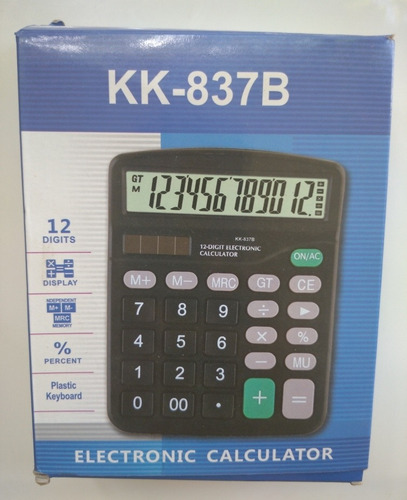 KK-837B
12
DIGITS
DISPLAY
INDEPENDENT
M+ M-
MRC
MEMORY
%
PERCENT
Plastic
Keyboard
GT
M
123456789012.
KK-837B
12-DIGIT ELECTRONIC
CALCULATOR
ON/AC
M+ M− MRC GT CE
7 8 9 ÷ ▶
4 5 6 × %
1 2 3 − MU
0 00 • + =
ELECTRONIC CALCULATOR